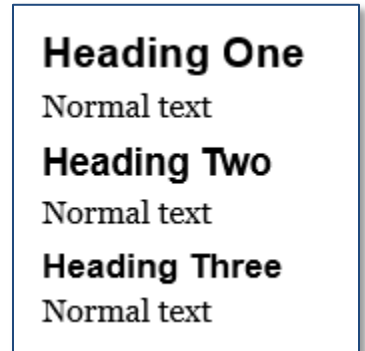 Heading One
Normal text
Heading Two
Normal text
Heading Three
Normal text